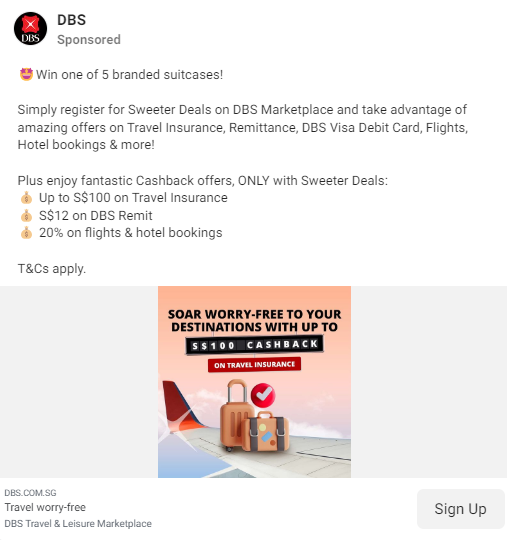 DBS
DBS
Sponsored
🤩Win one of 5 branded suitcases!
Simply register for Sweeter Deals on DBS Marketplace and take advantage of
amazing offers on Travel Insurance, Remittance, DBS Visa Debit Card, Flights,
Hotel bookings & more!
Plus enjoy fantastic Cashback offers, ONLY with Sweeter Deals:
💰 Up to S$100 on Travel Insurance
💰 S$12 on DBS Remit
💰 20% on flights & hotel bookings
T&Cs apply.
SOAR WORRY-FREE TO YOUR
DESTINATIONS WITH UP TO
S$100 CASHBACK
ON TRAVEL INSURANCE
DBS.COM.SG
Travel worry-free
DBS Travel & Leisure Marketplace
Sign Up